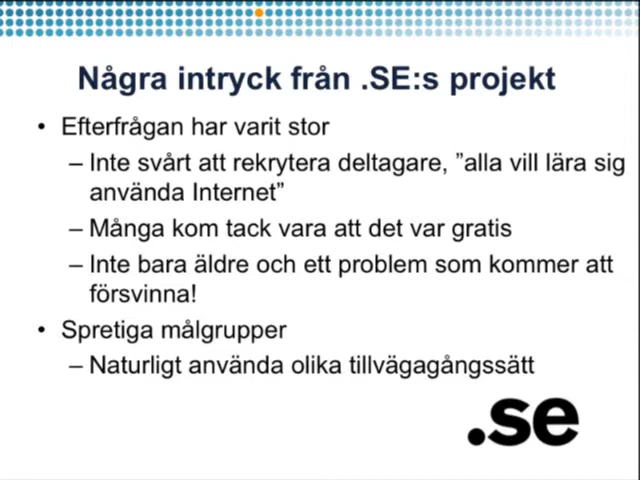 Några intryck från .SE:s projekt
• Efterfrågan har varit stor
– Inte svårt att rekrytera deltagare, ”alla vill lära sig
använda Internet”
– Många kom tack vara att det var gratis
– Inte bara äldre och ett problem som kommer att
försvinna!
• Spretiga målgrupper
– Naturligt använda olika tillvägagångssätt
.se